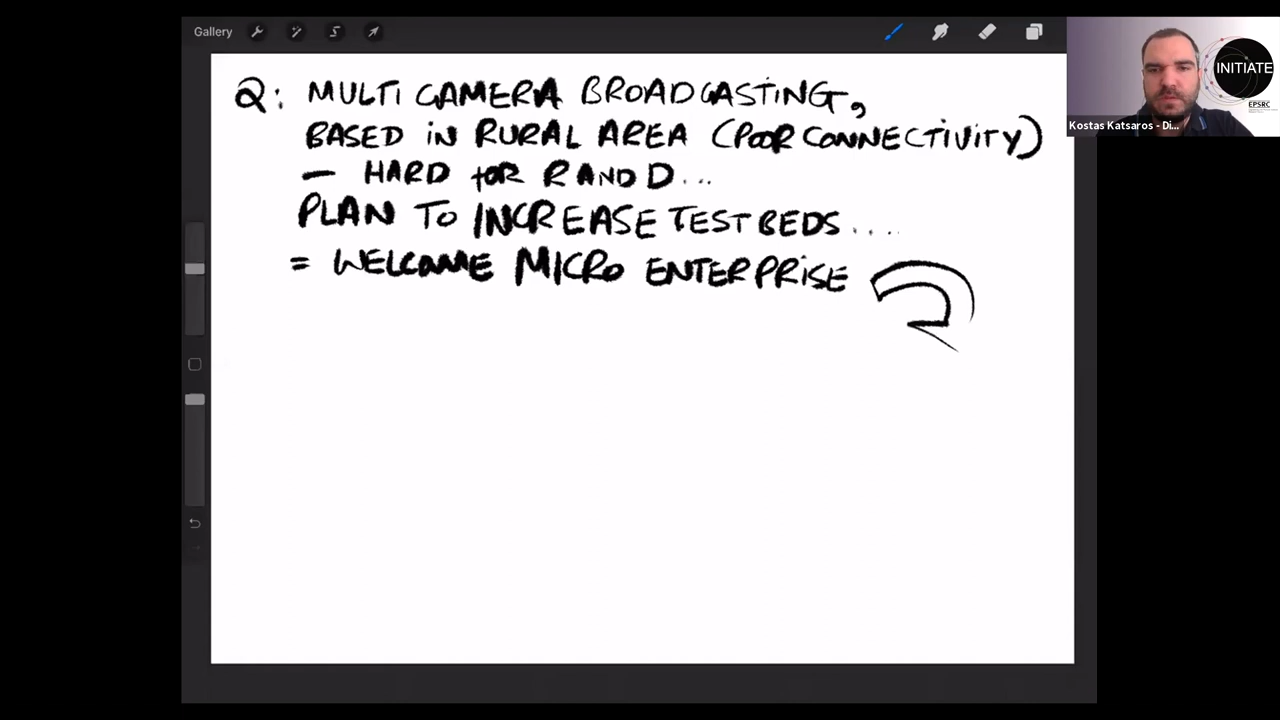 Gallery
Q: MULTI CAMERA BROADCASTING,
BASED IN RURAL AREA (POOR CONNECTIVITY)
— HARD FOR R AND D...
PLAN TO INCREASE TEST BEDS....
= WELCOME MICRO ENTERPRISE
INITIATE
EPSRC
Kostas Katsaros - Di...